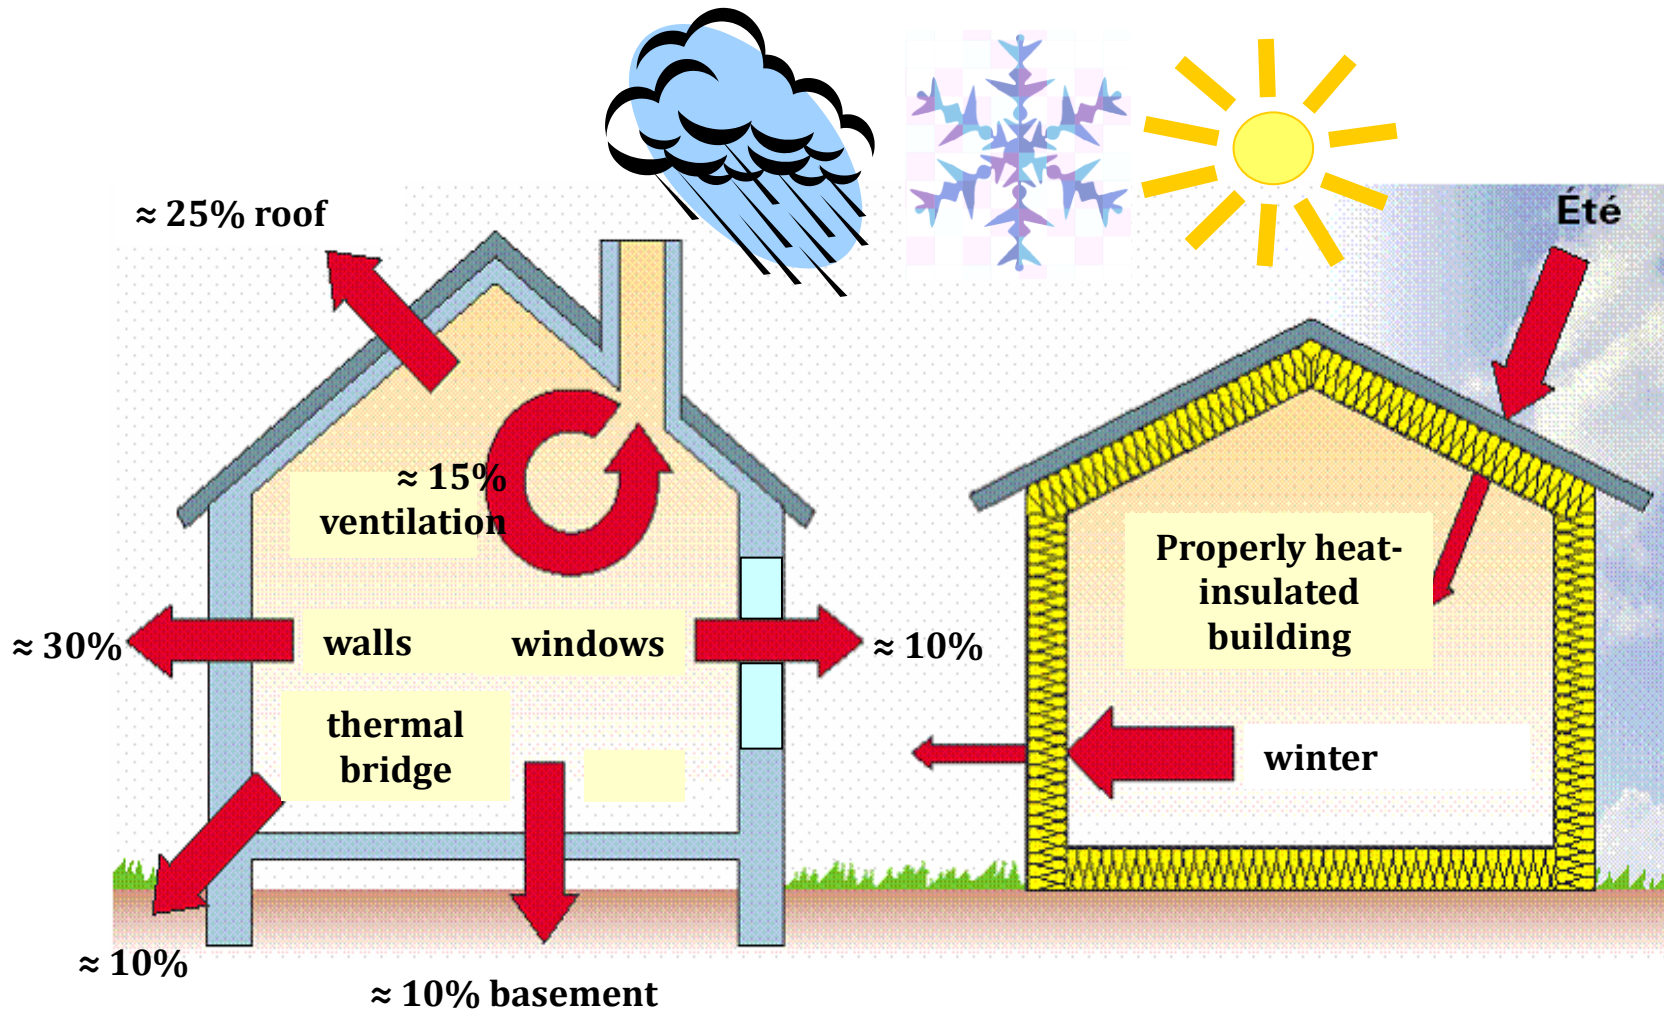 ≈ 25% roof
Été
≈ 15%
ventilation
Properly heat-
insulated
building
≈ 30%
walls
windows
≈ 10%
thermal
bridge
winter
≈ 10%
≈ 10% basement